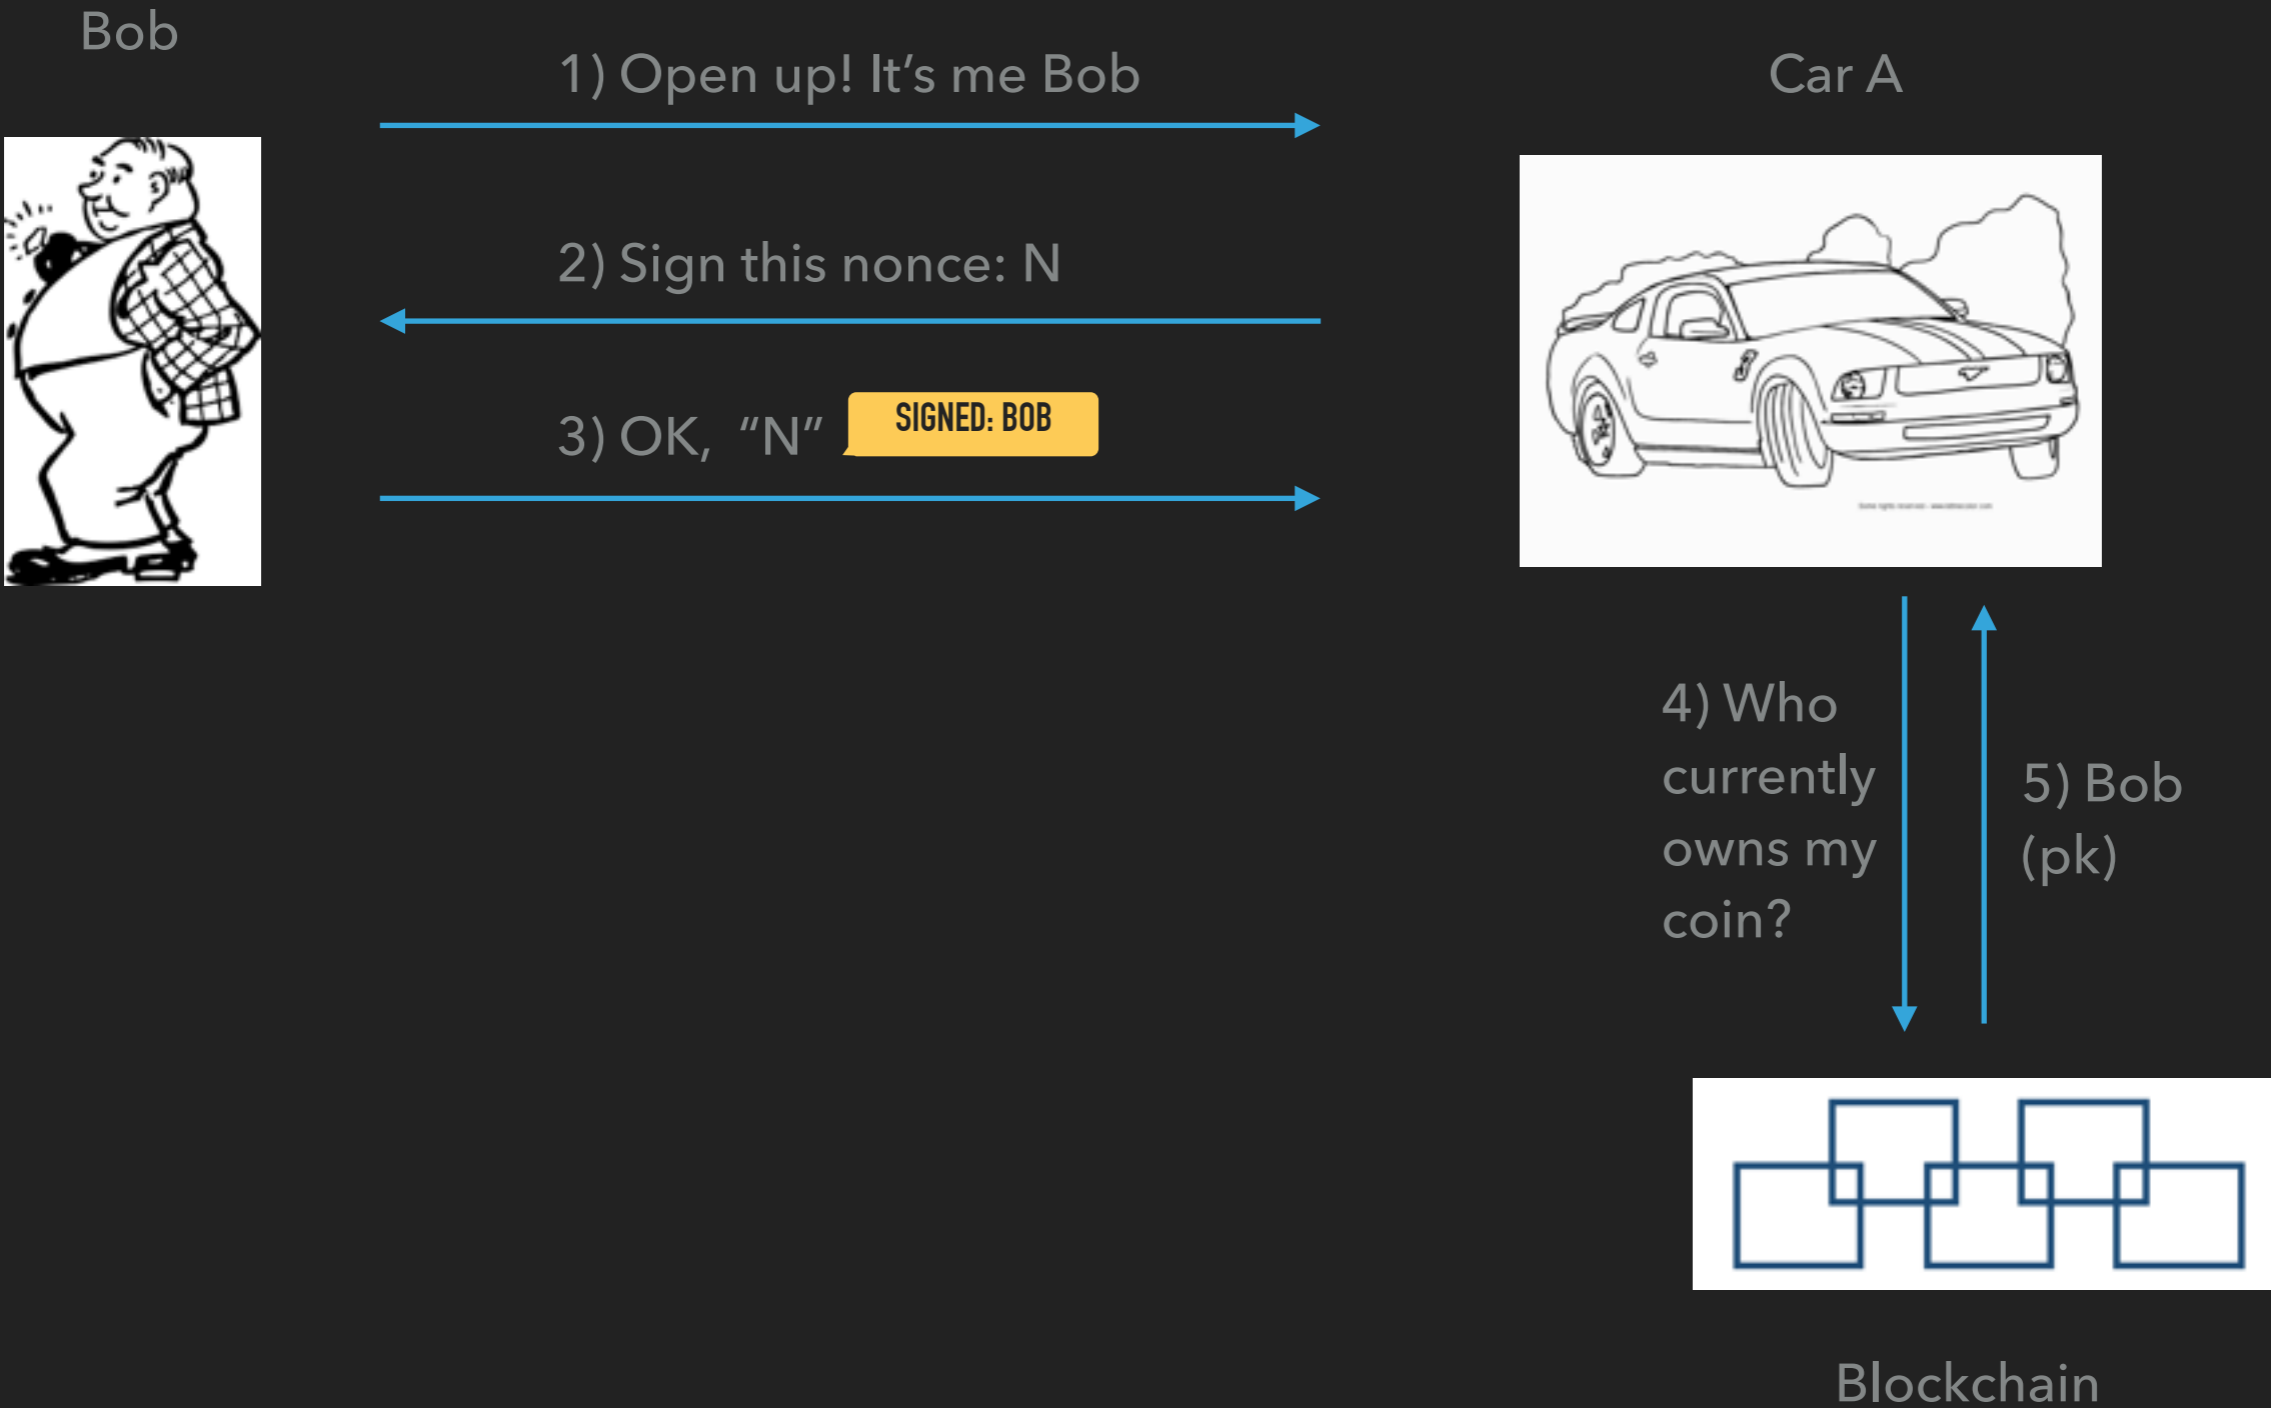 Bob
1) Open up! It’s me Bob
Car A
2) Sign this nonce: N
3) OK, “N”
SIGNED: BOB
4) Who
currently
owns my
coin?
5) Bob
(pk)
Blockchain